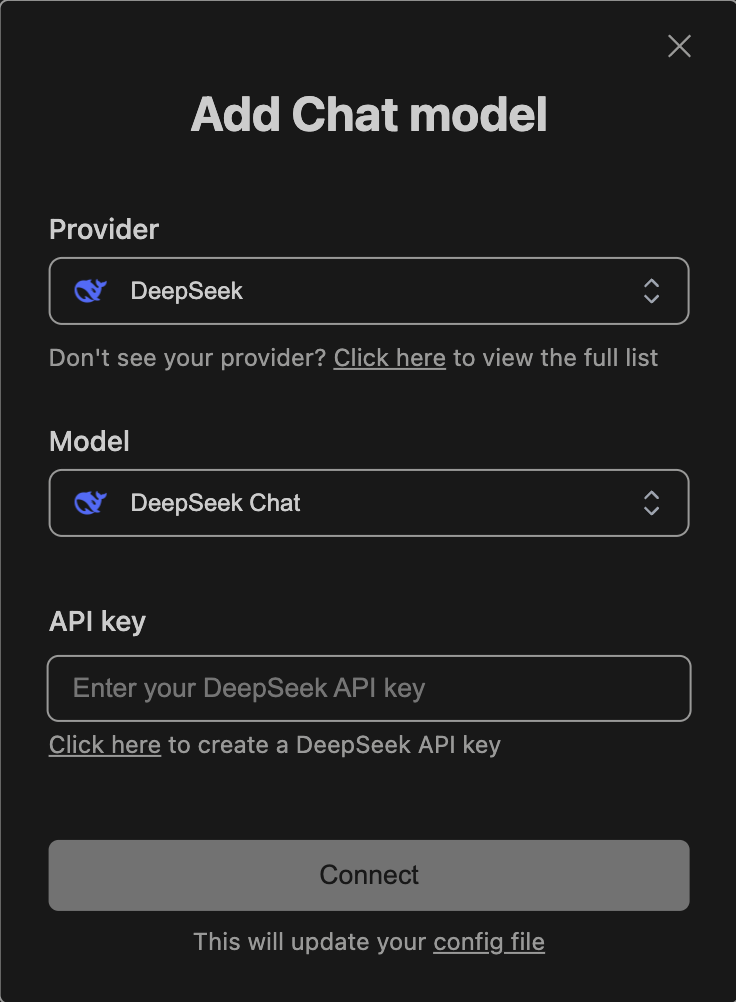 Add Chat model
Provider
DeepSeek
Don't see your provider? Click here to view the full list
Model
DeepSeek Chat
API key
Enter your DeepSeek API key
Click here to create a DeepSeek API key
Connect
This will update your config file